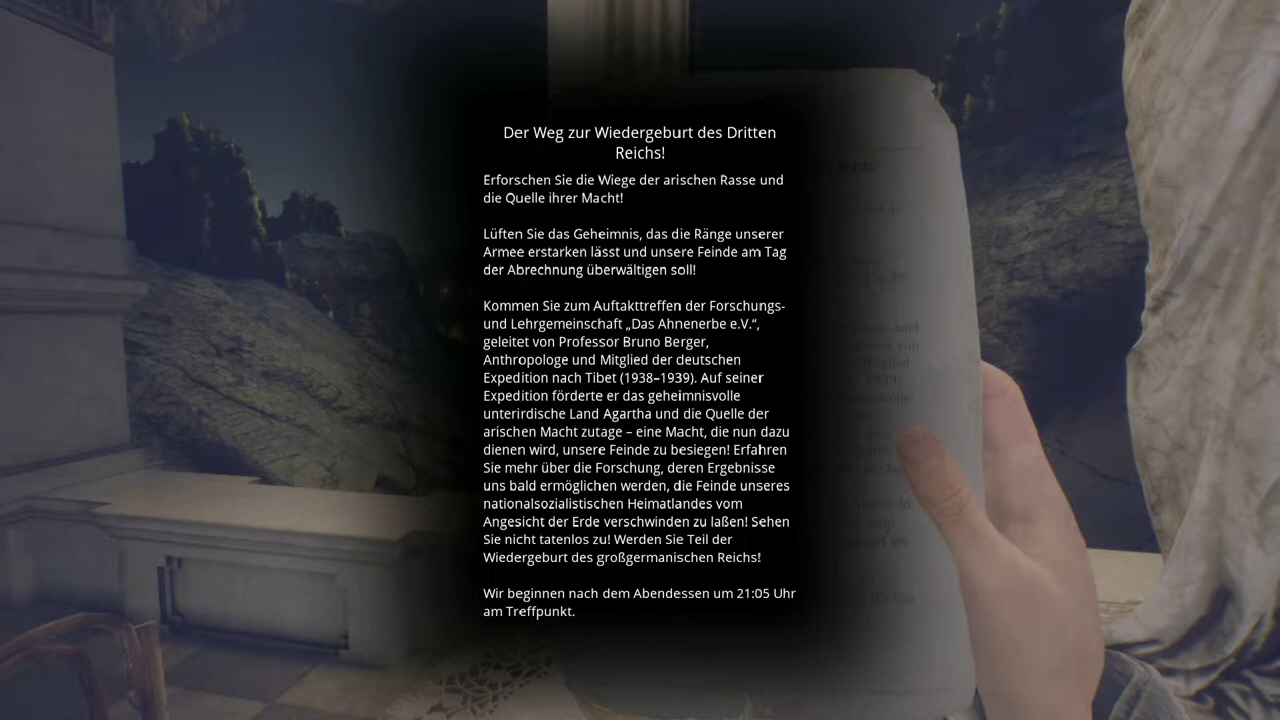 Der Weg zur Wiedergeburt des Dritten
Reichs!
Erforschen Sie die Wiege der arischen Rasse und
die Quelle ihrer Macht!
Lüften Sie das Geheimnis, das die Ränge unserer
Armee erstarken lässt und unsere Feinde am Tag
der Abrechnung überwältigen soll!
Kommen Sie zum Auftakttreffen der Forschungs-
und Lehrgemeinschaft „Das Ahnenerbe e.V.“,
geleitet von Professor Bruno Berger,
Anthropologe und Mitglied der deutschen
Expedition nach Tibet (1938–1939). Auf seiner
Expedition förderte er das geheimnisvolle
unterirdische Land Agartha und die Quelle der
arischen Macht zutage – eine Macht, die nun dazu
dienen wird, unsere Feinde zu besiegen! Erfahren
Sie mehr über die Forschung, deren Ergebnisse
uns bald ermöglichen werden, die Feinde unseres
nationalsozialistischen Heimatlandes vom
Angesicht der Erde verschwinden zu laßen! Sehen
Sie nicht tatenlos zu! Werden Sie Teil der
Wiedergeburt des großgermanischen Reichs!
Wir beginnen nach dem Abendessen um 21:05 Uhr
am Treffpunkt.